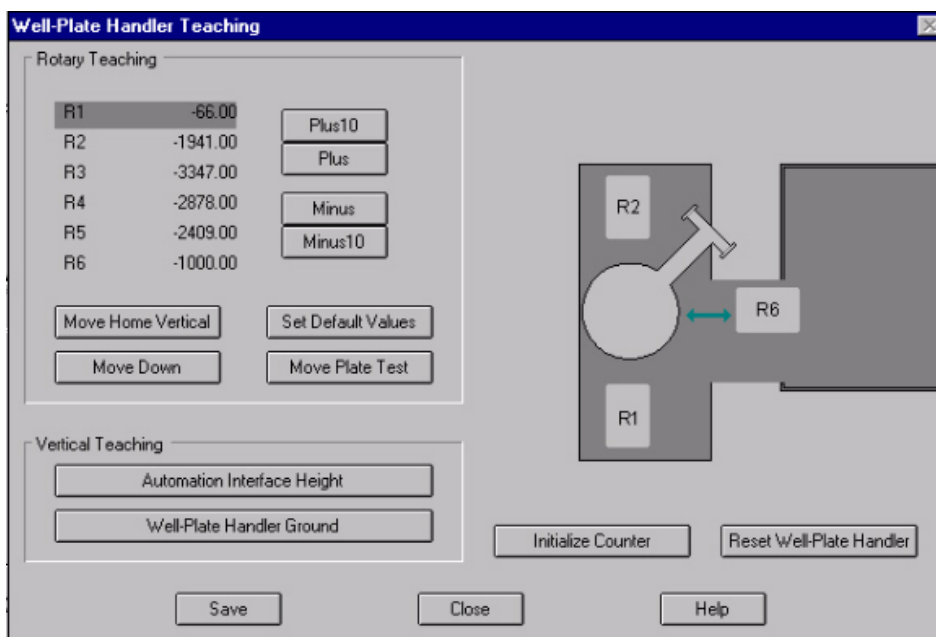 Well-Plate Handler Teaching
Rotary Teaching
R1 -66.00
R2 -1941.00
R3 -3347.00
R4 -2878.00
R5 -2409.00
R6 -1000.00
Plus10
Plus
Minus
Minus10
Move Home Vertical
Set Default Values
Move Down
Move Plate Test
Vertical Teaching
Automation Interface Height
Well-Plate Handler Ground
R2
R6
R1
Initialize Counter
Reset Well-Plate Handler
Save
Close
Help